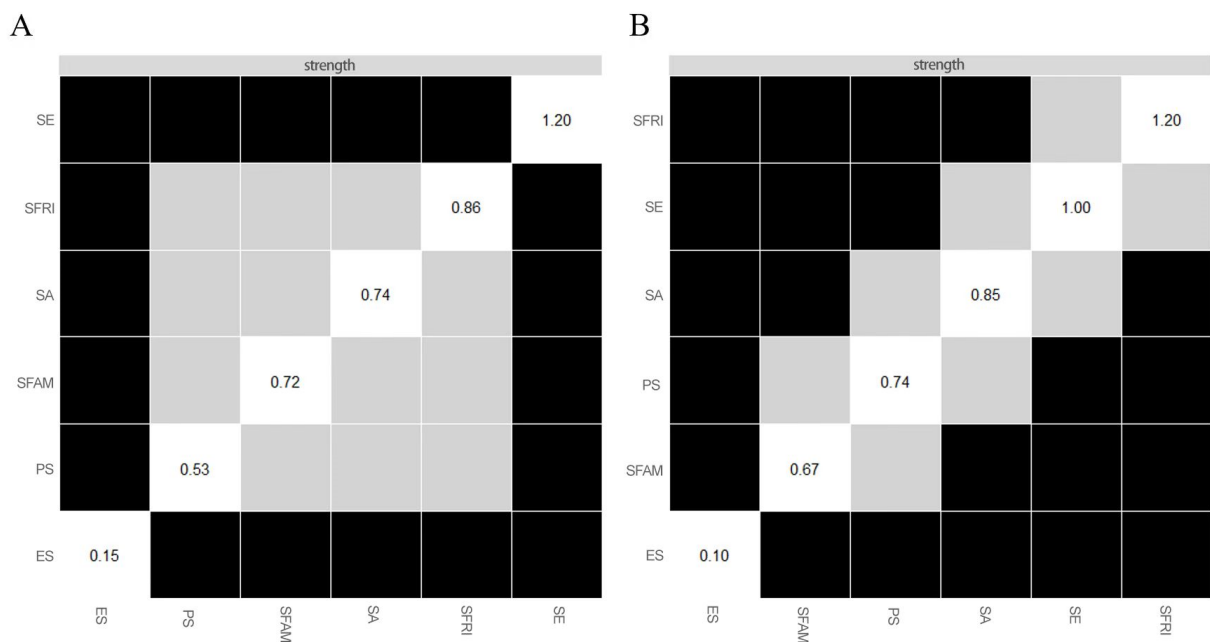 A
strength
SE 1.20
SFRI 0.86
SA 0.74
SFAM 0.72
PS 0.53
ES 0.15
ES PS SFAM SA SFRI SE
B
strength
SFRI 1.20
SE 1.00
SA 0.85
PS 0.74
SFAM 0.67
ES 0.10
ES SFAM PS SA SE SFRI